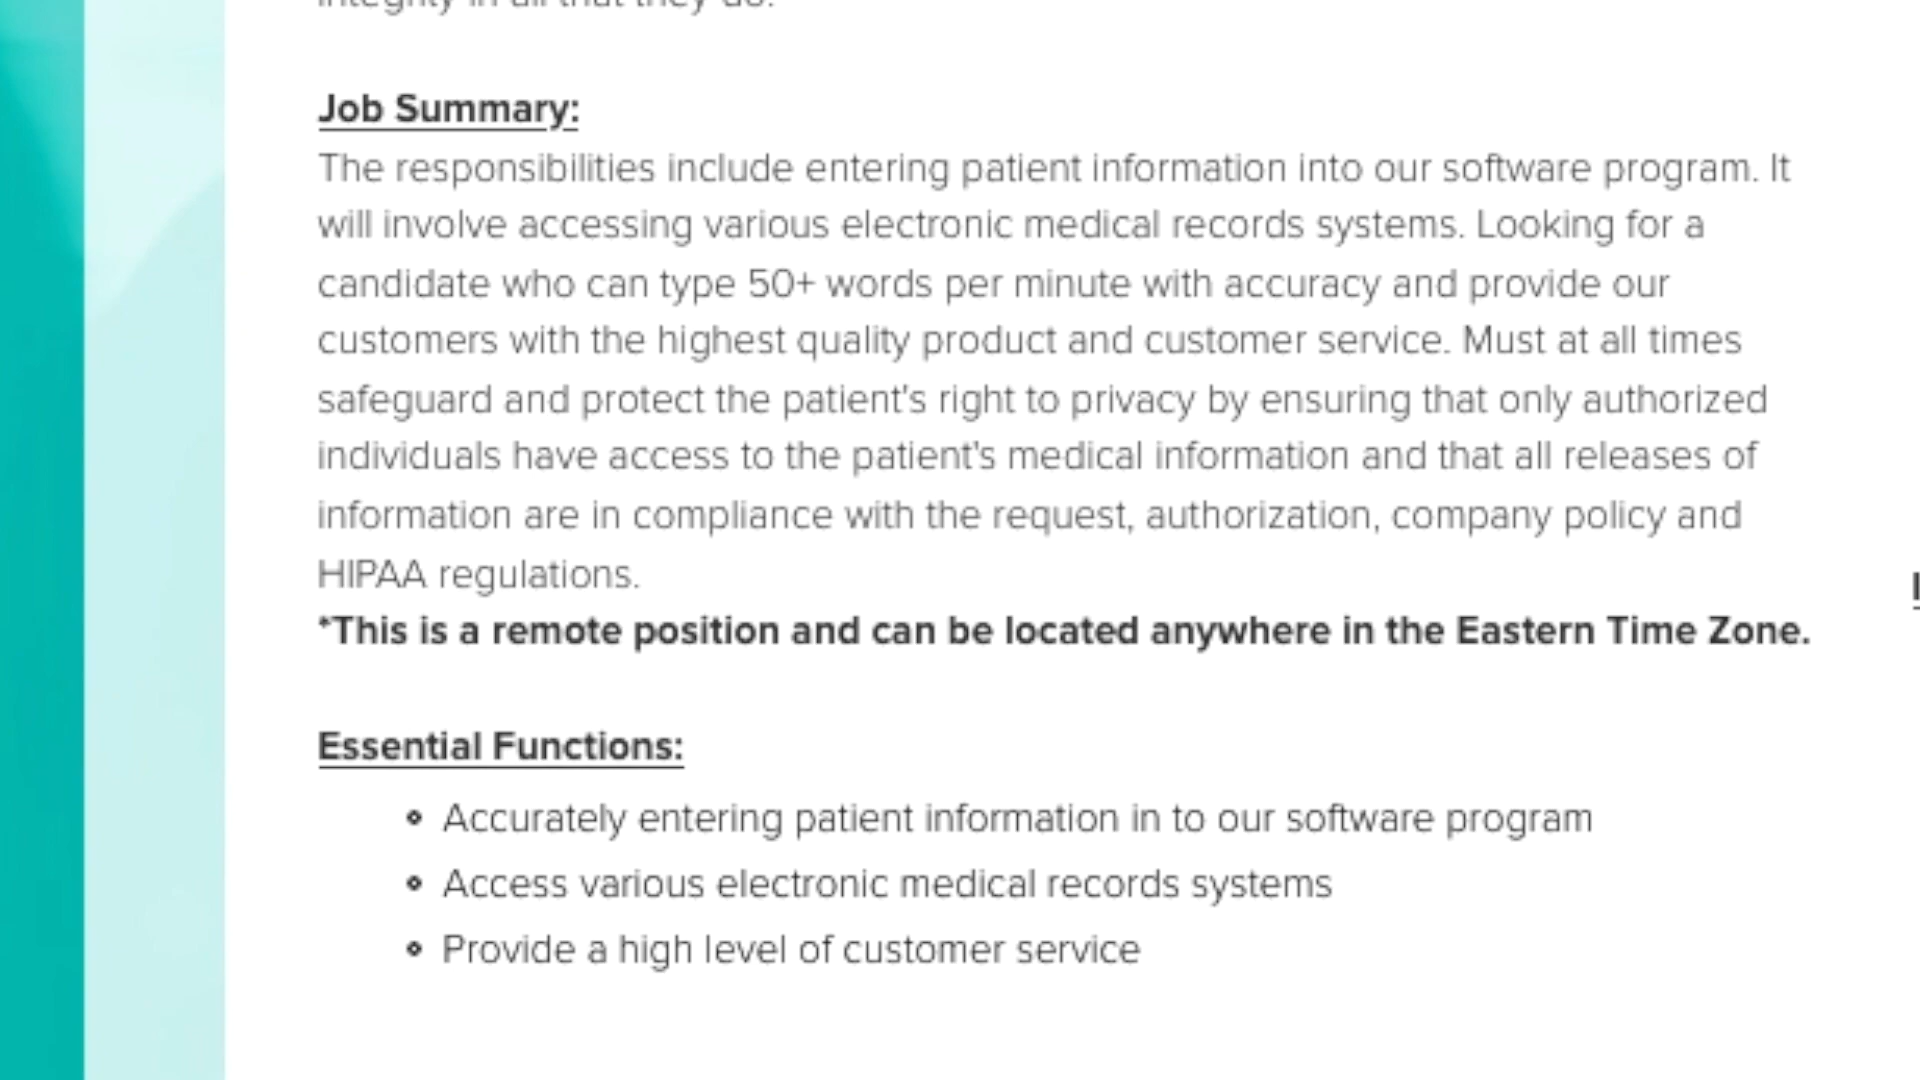 integrity in all that they do.
Job Summary:
The responsibilities include entering patient information into our software program. It
will involve accessing various electronic medical records systems. Looking for a
candidate who can type 50+ words per minute with accuracy and provide our
customers with the highest quality product and customer service. Must at all times
safeguard and protect the patient's right to privacy by ensuring that only authorized
individuals have access to the patient's medical information and that all releases of
information are in compliance with the request, authorization, company policy and
HIPAA regulations.
*This is a remote position and can be located anywhere in the Eastern Time Zone.
Essential Functions:
• Accurately entering patient information in to our software program
• Access various electronic medical records systems
• Provide a high level of customer service